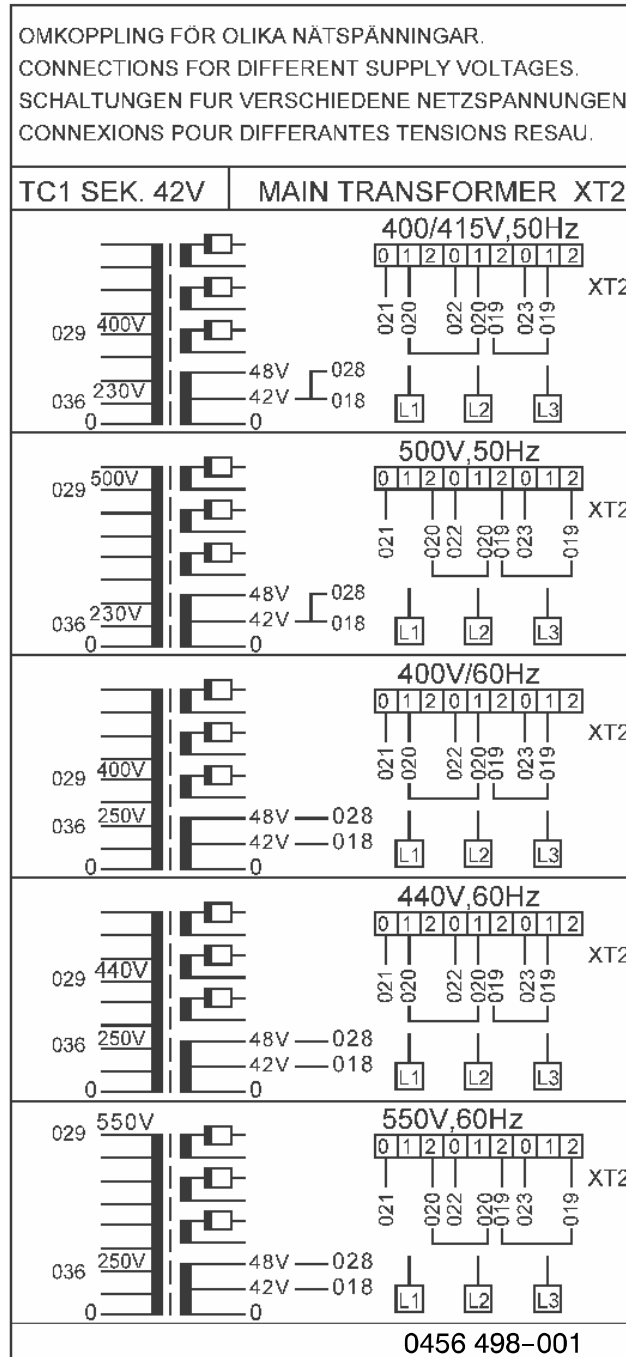 OMKOPPLING FÖR OLIKA NÄTSPÄNNINGAR.
CONNECTIONS FOR DIFFERENT SUPPLY VOLTAGES.
SCHALTUNGEN FUR VERSCHIEDENE NETZSPANNUNGEN
CONNEXIONS POUR DIFFERANTES TENSIONS RESAU.
TC1 SEK. 42V MAIN TRANSFORMER XT2
400/415V,50Hz
0 1 2 0 1 2 0 1 2
XT2
021 020 022 020 019 023 019
029 400V
48V 028
036 230V 42V 018
0 0
L1 L2 L3
500V,50Hz
0 1 2 0 1 2 0 1 2
029 500V
XT2
021 020 022 020 019 023 019
48V 028
036 230V 42V 018
0 0
L1 L2 L3
400V/60Hz
0 1 2 0 1 2 0 1 2
XT2
021 020 022 020 019 023 019
029 400V
036 250V 48V 028
42V 018
0 0
L1 L2 L3
440V,60Hz
0 1 2 0 1 2 0 1 2
XT2
029 440V
021 020 022 020 019 023 019
036 250V 48V 028
42V 018
0 0
L1 L2 L3
550V,60Hz
029 550V
0 1 2 0 1 2 0 1 2
XT2
021 020 022 020 019 023 019
036 250V 48V 028
42V 018
0 0
L1 L2 L3
0456 498-001